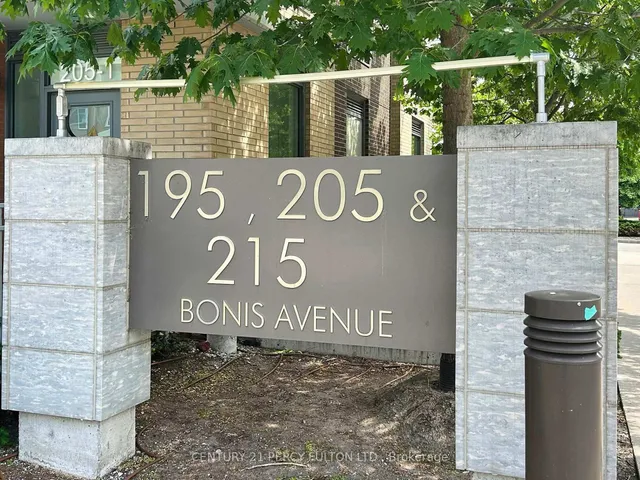 205-1
195 , 205 &
215
BONIS AVENUE
CENTURY 21 PERCY FULTON LTD., Brokerage